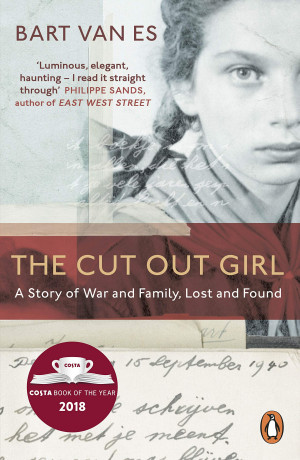 BART VAN ES
‘Luminous, elegant,
haunting – I read it straight
through’ PHILIPPE SANDS,
author of EAST WEST STREET
THE CUT OUT GIRL
A Story of War and Family, Lost and Found
COSTA
COSTA BOOK OF THE YEAR
2018
15 September 1940
schrijven
het met je meent.